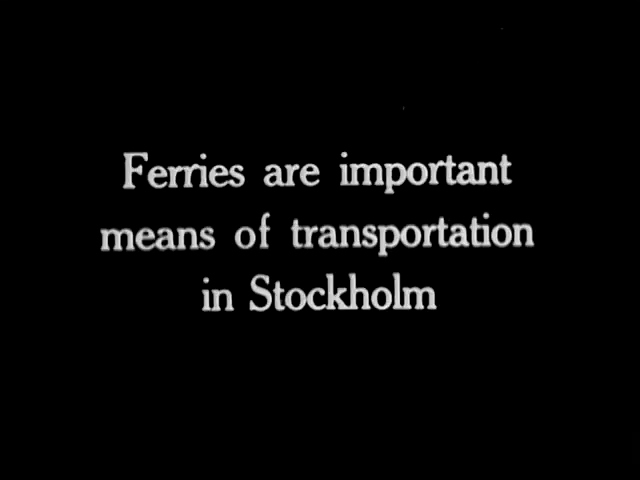 Ferries are important
means of transportation
in Stockholm